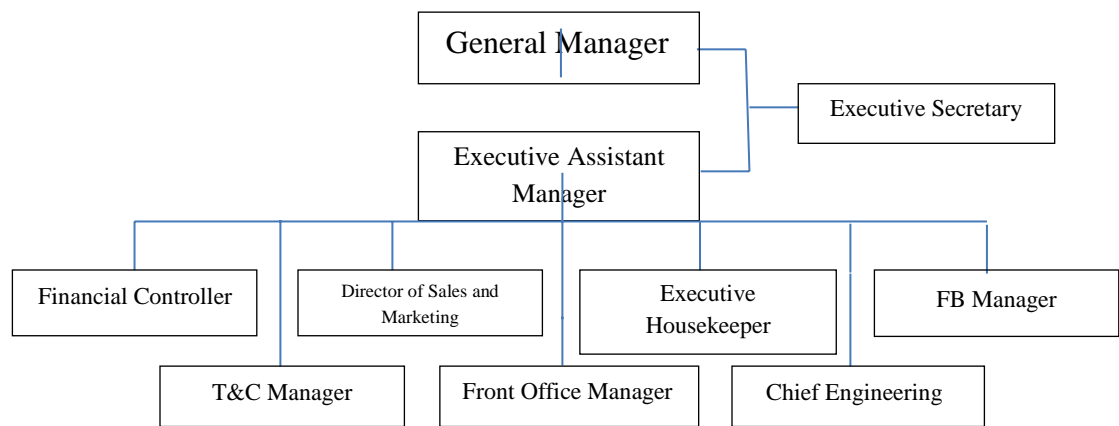 General Manager
Executive Secretary
Executive Assistant
Manager
Financial Controller
Director of Sales and
Marketing
Executive
Housekeeper
FB Manager
T&C Manager
Front Office Manager
Chief Engineering